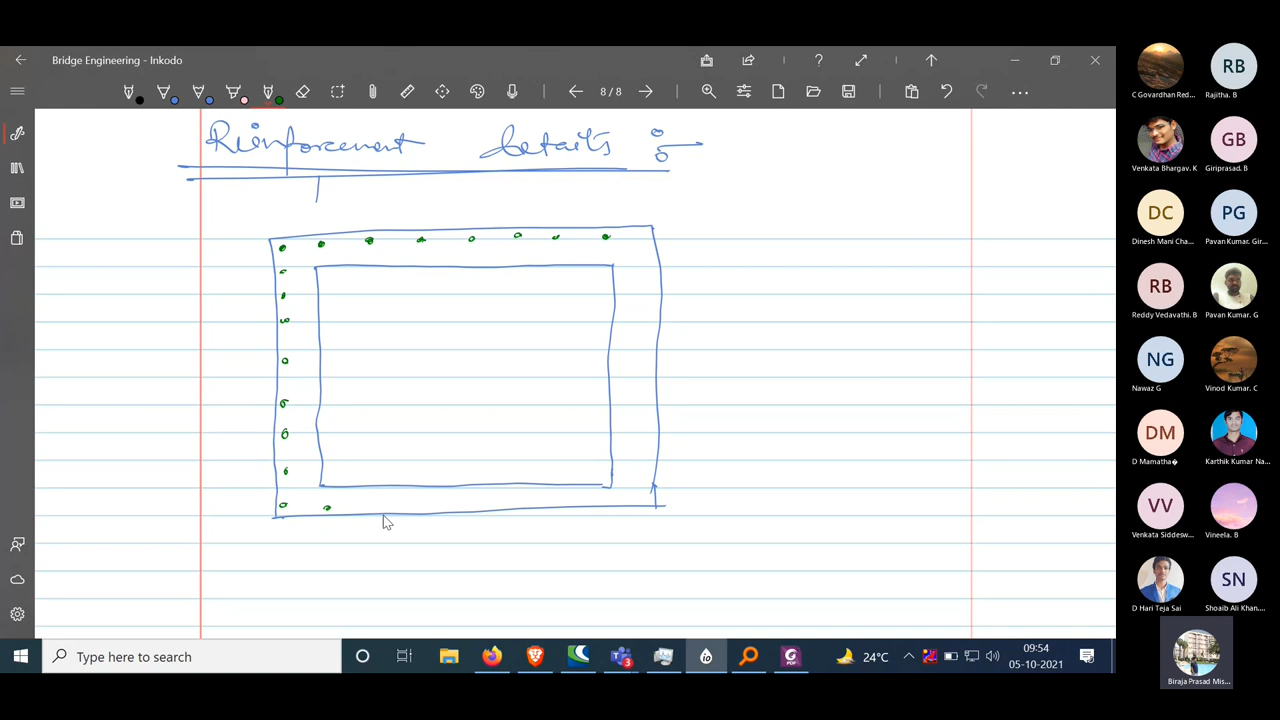 Bridge Engineering - Inkodo
8/8
Reinforcement details :-
C Govardhan Red...
RB
Rajitha. B
Venkata Bhargav. K
GB
Giriprasad. B
DC
Dinesh Mani Cha...
PG
Pavan Kumar. Gir...
RB
Reddy Vedavathi. B
Pavan Kumar. G
NG
Nawaz G
Vinod Kumar. C
DM
D Mamatha�
Karthik Kumar Na...
VV
Venkata Siddesw...
Vineela. B
D Hari Teja Sai
SN
Shoaib Ali Khan....
Biraja Prasad Mis...
Type here to search
3
PDF
24°C
09:54
05-10-2021